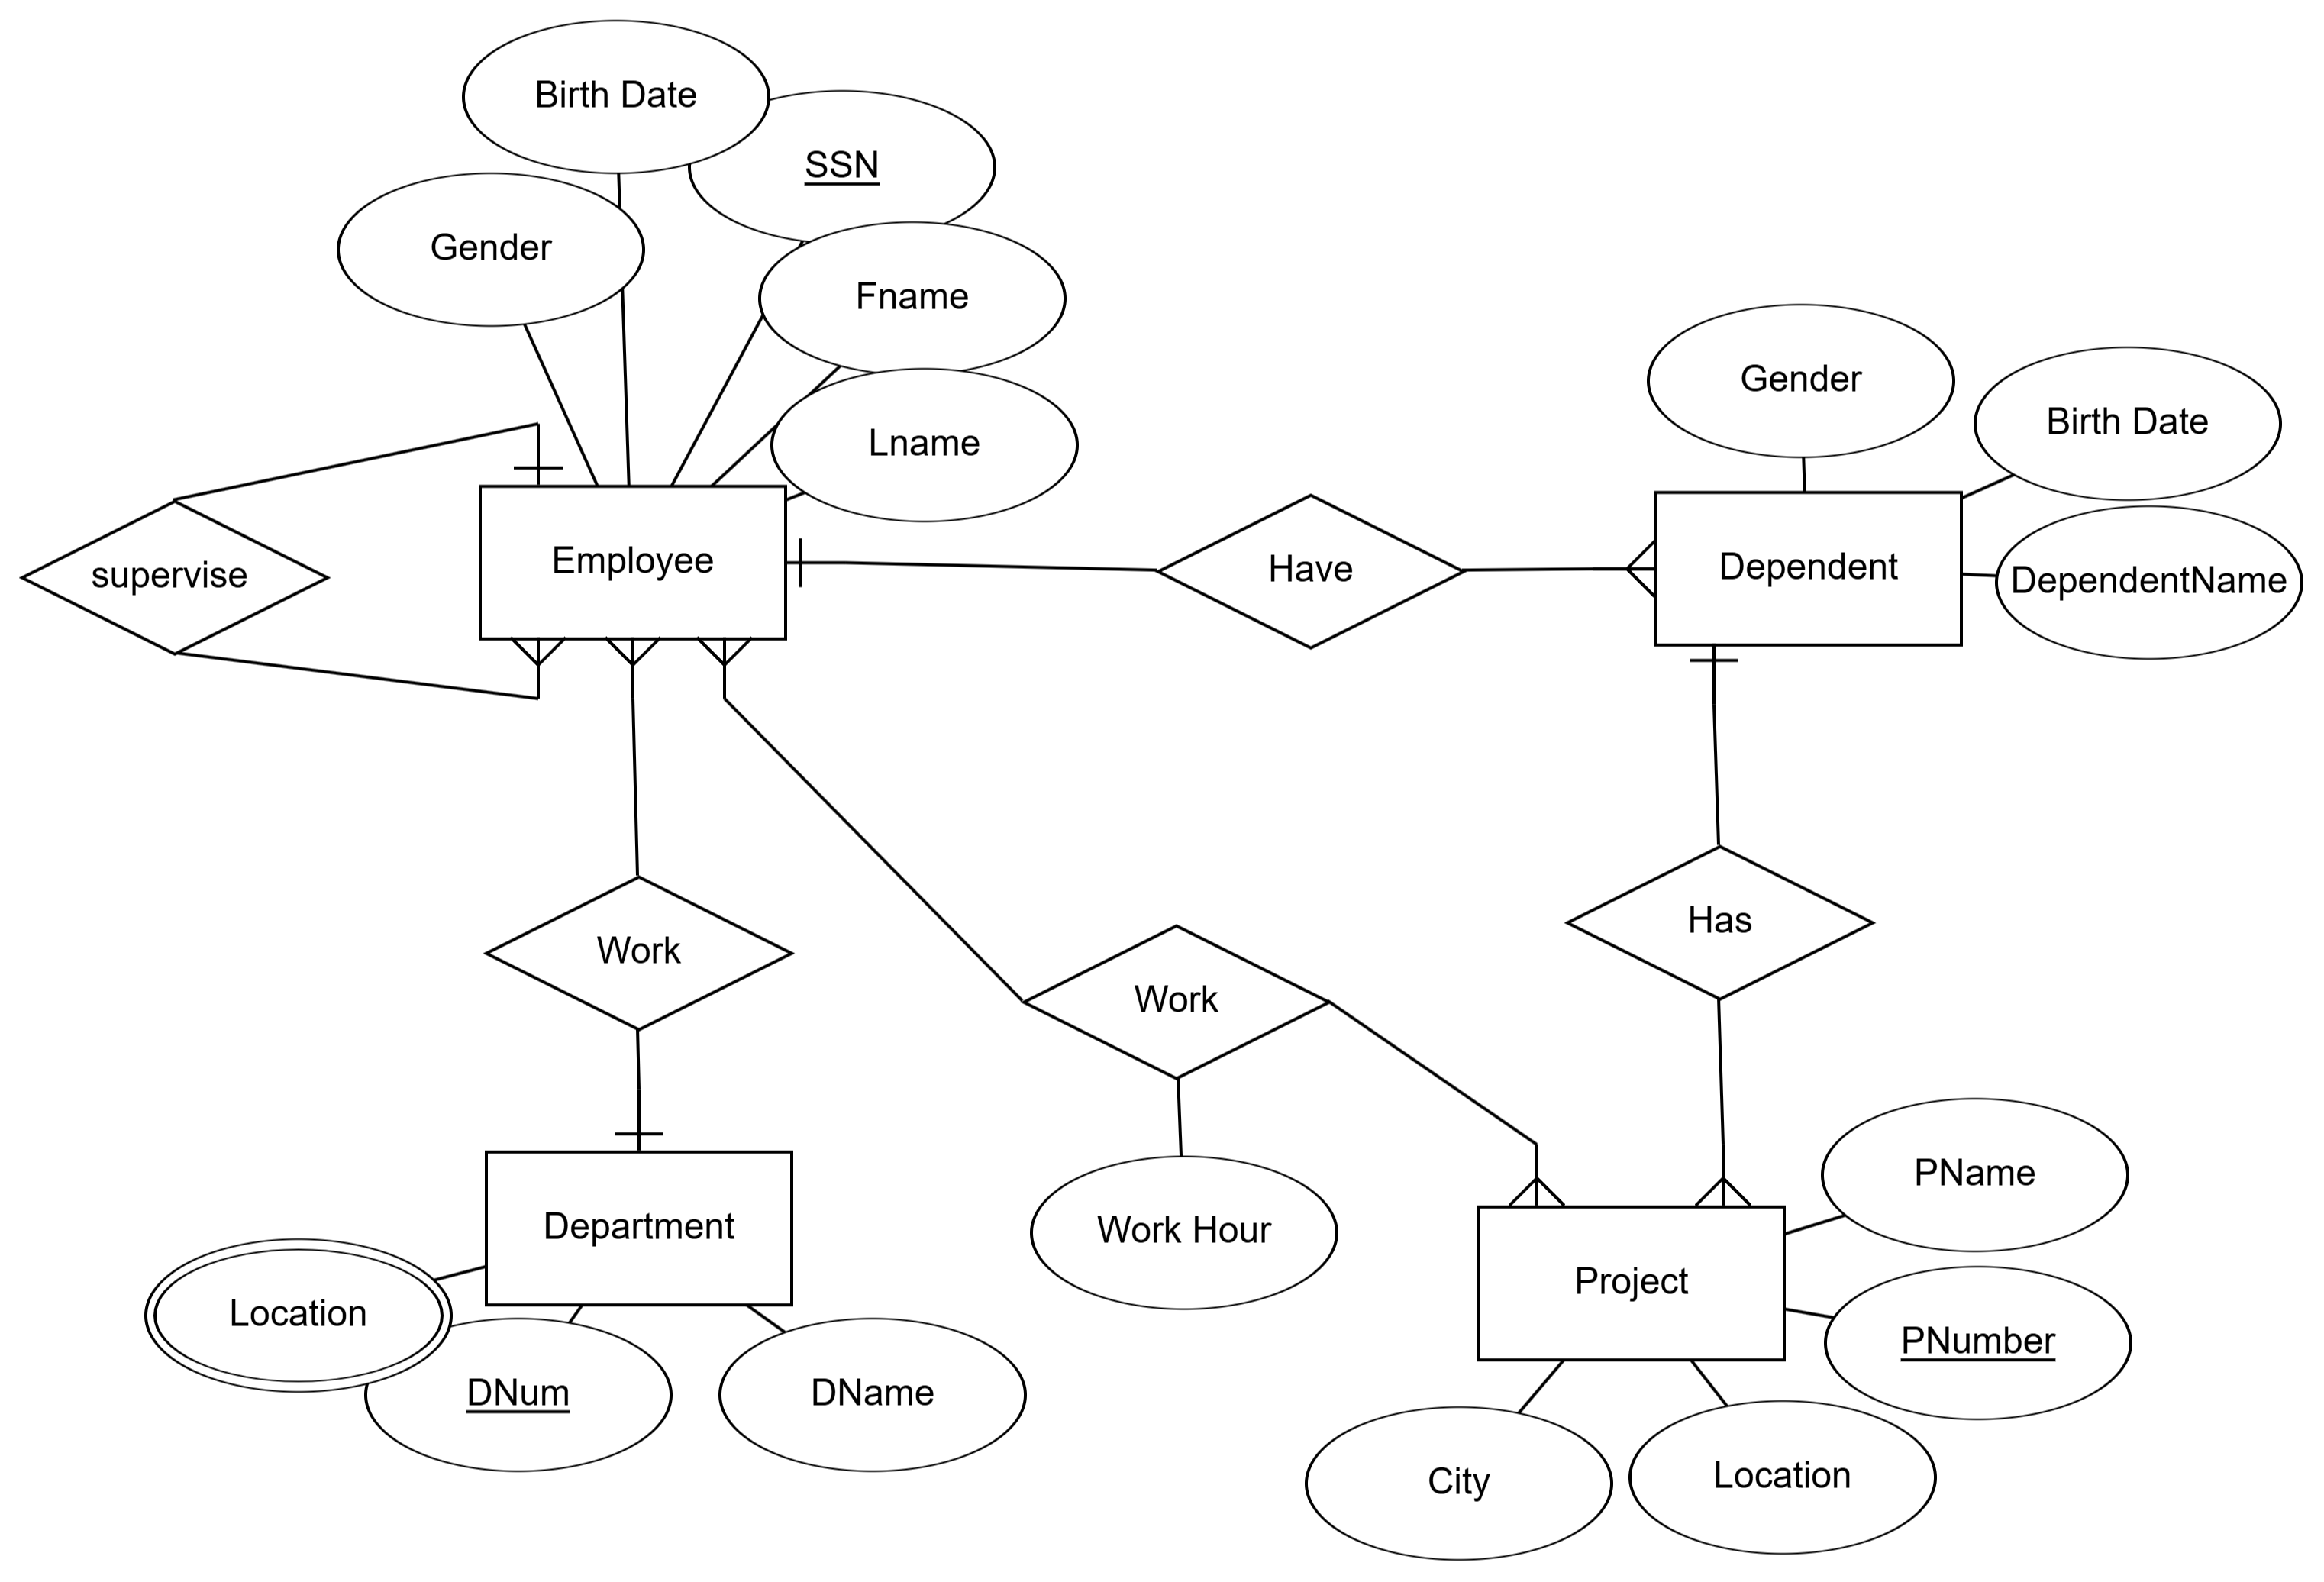 Birth Date
SSN
Gender
Fname
Lname
Gender
Birth Date
supervise
Employee
Have
Dependent
DependentName
Work
Work
Has
Work Hour
Department
Location
DNum
DName
Project
PName
PNumber
City
Location